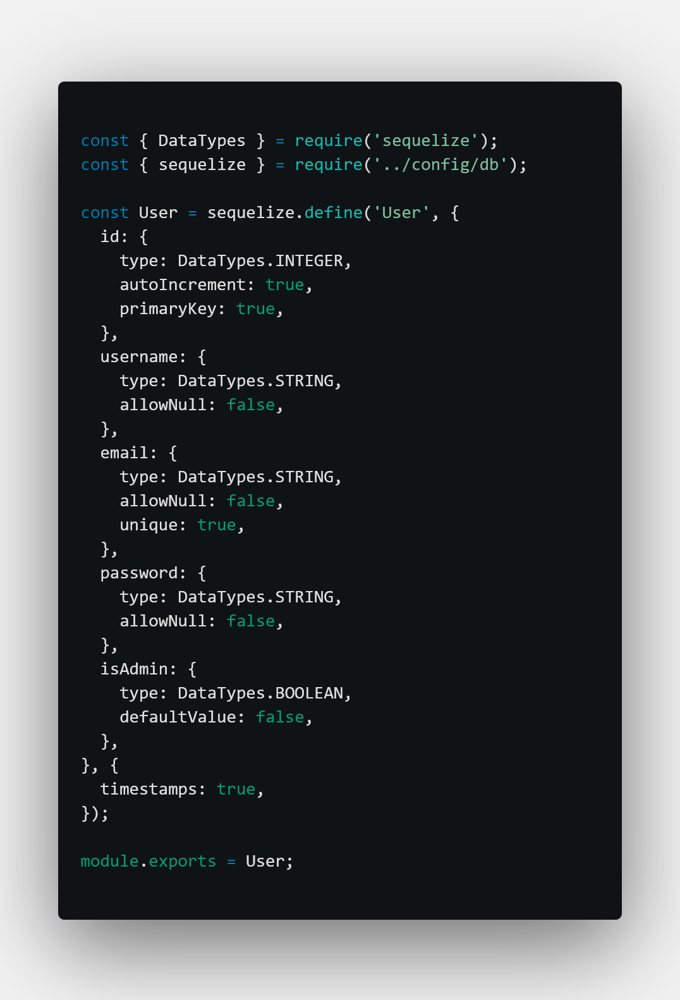 const { DataTypes } = require('sequelize');
const { sequelize } = require('../config/db');

const User = sequelize.define('User', {
  id: {
    type: DataTypes.INTEGER,
    autoIncrement: true,
    primaryKey: true,
  },
  username: {
    type: DataTypes.STRING,
    allowNull: false,
  },
  email: {
    type: DataTypes.STRING,
    allowNull: false,
    unique: true,
  },
  password: {
    type: DataTypes.STRING,
    allowNull: false,
  },
  isAdmin: {
    type: DataTypes.BOOLEAN,
    defaultValue: false,
  },
}, {
  timestamps: true,
});

module.exports = User;